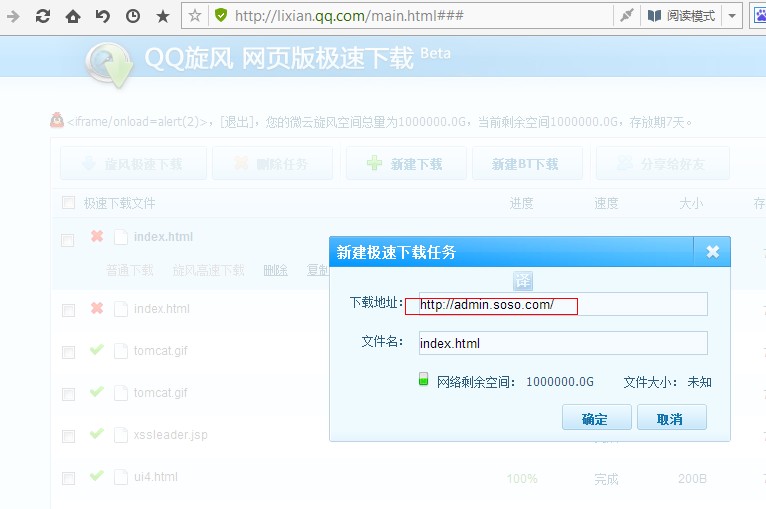 http://lixian.qq.com/main.html###
阅读模式
QQ旋风 网页版极速下载 Beta
<iframe/onload=alert(2)>，[退出]，您的微云旋风空间总量为1000000.0G，当前剩余空间1000000.0G，存放期7天。
旋风极速下载 删除任务 新建下载 新建BT下载 分享给好友
极速下载文件 进度 速度 大小 存
index.html
普通下载 旋风高速下载 删除 复制
index.html
tomcat.gif
tomcat.gif
xssleader.jsp
ui4.html 100% 完成 200B
新建极速下载任务
译
下载地址： http://admin.soso.com/
文件名： index.html
网络剩余空间： 1000000.0G 文件大小： 未知
确定 取消